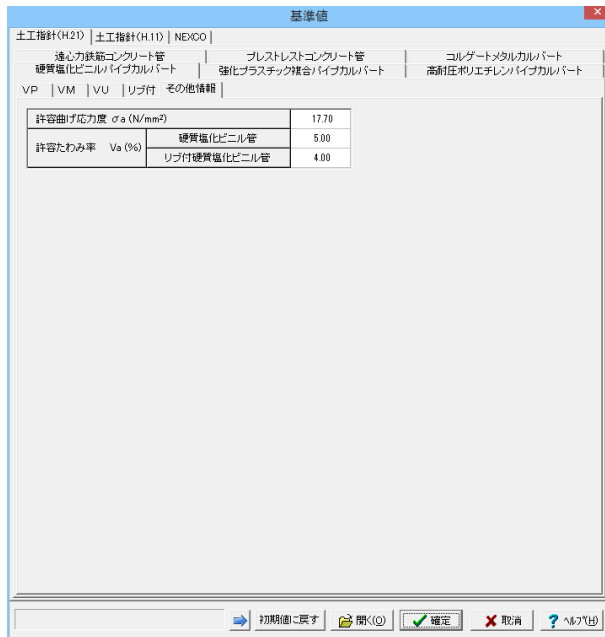 基準値
土工指針(H.21) 土工指針(H.11) NEXCO
遠心力鉄筋コンクリート管 プレストレストコンクリート管 コルゲートメタルカルバート
硬質塩化ビニルパイプカルバート 強化プラスチック複合パイプカルバート 高耐圧ポリエチレンパイプカルバート
VP VM VU リブ付 その他情報
許容曲げ応力度 σa(N/mm²) 17.70
許容たわみ率 Va(%) 硬質塩化ビニル管 5.00
リブ付硬質塩化ビニル管 4.00
初期値に戻す 開く(O) 確定 取消 ヘルプ(H)